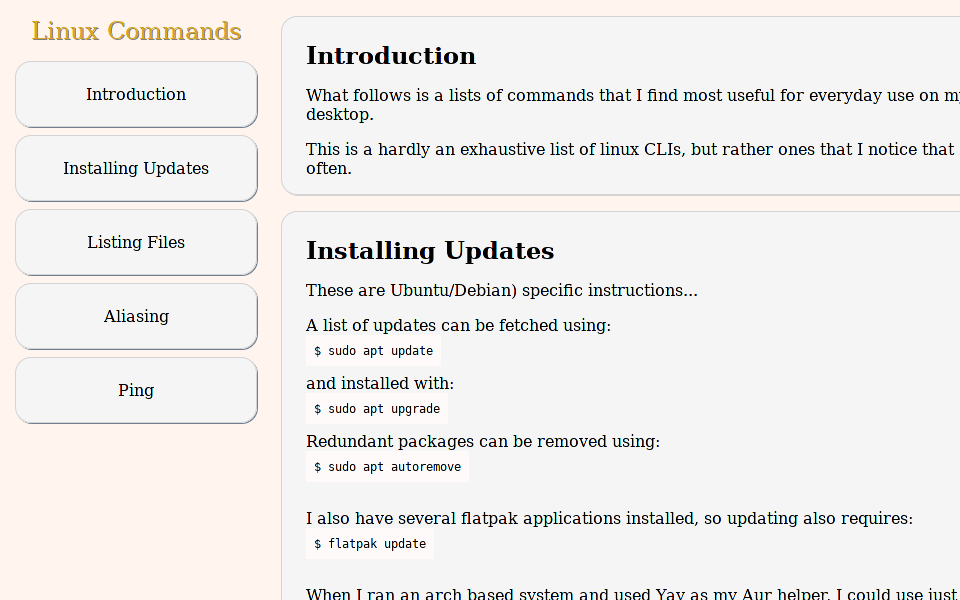 Linux Commands
Introduction
Installing Updates
Listing Files
Aliasing
Ping
Introduction
What follows is a lists of commands that I find most useful for everyday use on
desktop.
This is a hardly an exhaustive list of linux CLIs, but rather ones that I notice that
often.
Installing Updates
These are Ubuntu/Debian) specific instructions...
A list of updates can be fetched using:
$ sudo apt update
and installed with:
$ sudo apt upgrade
Redundant packages can be removed using:
$ sudo apt autoremove
I also have several flatpak applications installed, so updating also requires:
$ flatpak update
When I ran an arch based system and used Yay as my Aur helper, I could use just